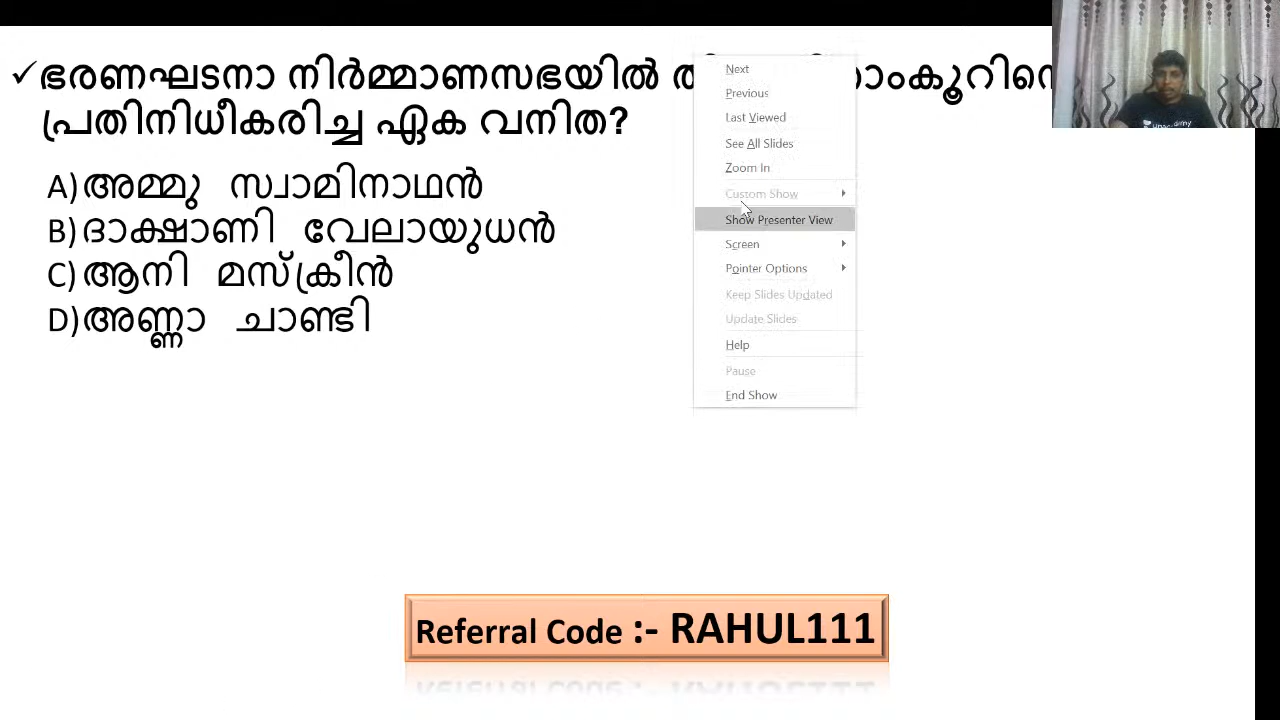 ✓ഭരണഘടനാ നിർമ്മാണസഭയിൽ
പ്രതിനിധീകരിച്ച ഏക വനിത?
A)അമ്മു സ്വാമിനാഥൻ
B)ദാക്ഷാണി വേലായുധൻ
C)ആനി മസ്ക്രീൻ
D)അണ്ണാ ചാണ്ടി
Next
Previous
Last Viewed
See All Slides
Zoom In
Custom Show
Show Presenter View
Screen
Pointer Options
Keep Slides Updated
Update Slides
Help
Pause
End Show
Referral Code :- RAHUL111